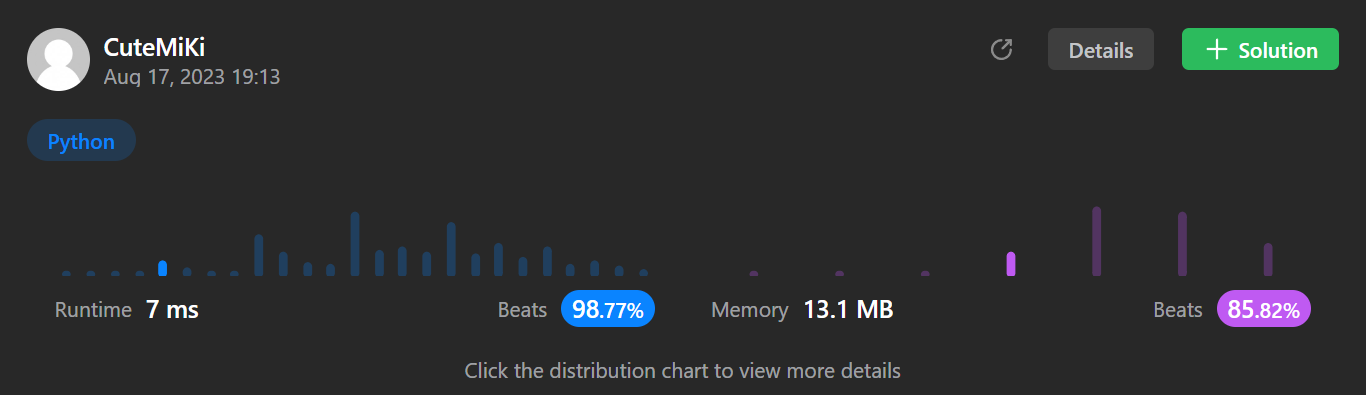 CuteMiKi
Aug 17, 2023 19:13
Details
Solution
Python
Runtime 7 ms Beats 98.77% Memory 13.1 MB Beats 85.82%
Click the distribution chart to view more details